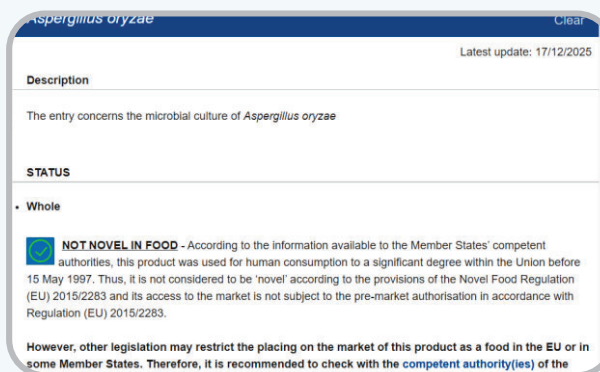 Aspergillus oryzae Clear
Latest update: 17/12/2025
Description
The entry concerns the microbial culture of Aspergillus oryzae
STATUS
• Whole
NOT NOVEL IN FOOD - According to the information available to the Member States' competent
authorities, this product was used for human consumption to a significant degree within the Union before
15 May 1997. Thus, it is not considered to be 'novel' according to the provisions of the Novel Food Regulation
(EU) 2015/2283 and its access to the market is not subject to the pre-market authorisation in accordance with
Regulation (EU) 2015/2283.
However, other legislation may restrict the placing on the market of this product as a food in the EU or in
some Member States. Therefore, it is recommended to check with the competent authority(ies) of the